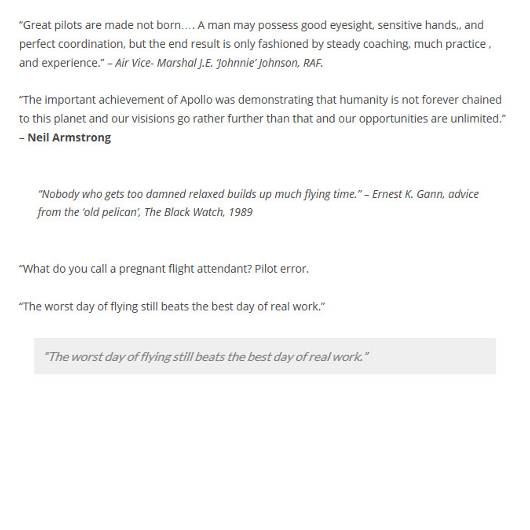 “Great pilots are made not born…. A man may possess good eyesight, sensitive hands,, and
perfect coordination, but the end result is only fashioned by steady coaching, much practice ,
and experience.” – Air Vice- Marshal J.E. ‘Johnnie’ Johnson, RAF.
“The important achievement of Apollo was demonstrating that humanity is not forever chained
to this planet and our visisions go rather further than that and our opportunities are unlimited.”
– Neil Armstrong
“Nobody who gets too damned relaxed builds up much flying time.” – Ernest K. Gann, advice
from the ‘old pelican’, The Black Watch, 1989
“What do you call a pregnant flight attendant? Pilot error.
“The worst day of flying still beats the best day of real work.”
“The worst day of flying still beats the best day of real work.”